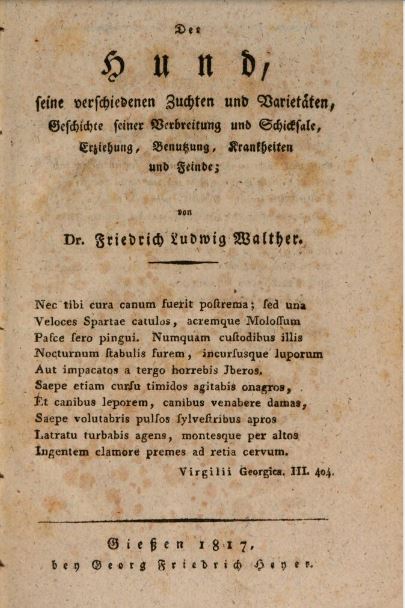 Der
Hund,
seine verschiedenen Zuchten und Varietäten,
Geschichte seiner Verbreitung und Schicksale,
Erziehung, Benutzung, Krankheiten
und Feinde;
von
Dr. Friedrich Ludwig Walther.
Nec tibi cura canum fuerit poſtrema; ſed una
Veloces Spartae catulos, acremque Moloſſum
Paſce ſero pingui. Numquam cuſtodibus illis
Nocturnum ſtabulis furem, incurſusque luporum
Aut impacatos a tergo horrebis Jberos.
Saepe etiam curſu timidos agitabis onagros,
Et canibus leporem, canibus venabere damas,
Saepe volutabris pulſos ſylveſtribus apros
Latratu turbabis agens, montesque per altos
Ingentem clamore premes ad retia cervum.
Virgilii Georgica. III. 404.
Gießen 1817,
bey Georg Friedrich Heyer.